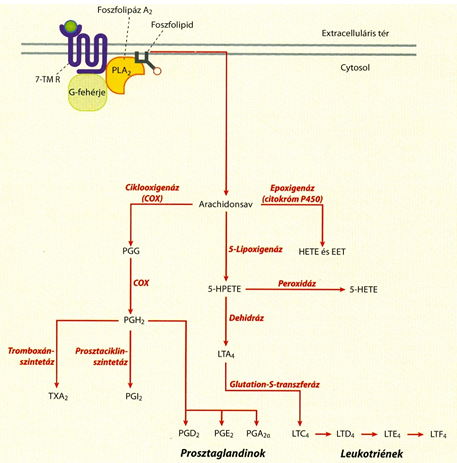 Foszfolipáz A2
Foszfolipid
Extracelluláris tér
Cytosol
7-TM R
PLA2
G-fehérje
Ciklooxigenáz
(COX)
Epoxigenáz
(citokróm P450)
Arachidonsav
PGG
5-Lipoxigenáz
HETE és EET
COX
5-HPETE
Peroxidáz
5-HETE
Dehidráz
PGH2
Tromboxán-
szintetáz
Prosztaciklin-
szintetáz
LTA4
Glutation-S-transzferáz
TXA2
PGI2
PGD2
PGE2
PGA2α
LTC4
LTD4
LTE4
LTF4
Prosztaglandinok
Leukotriének